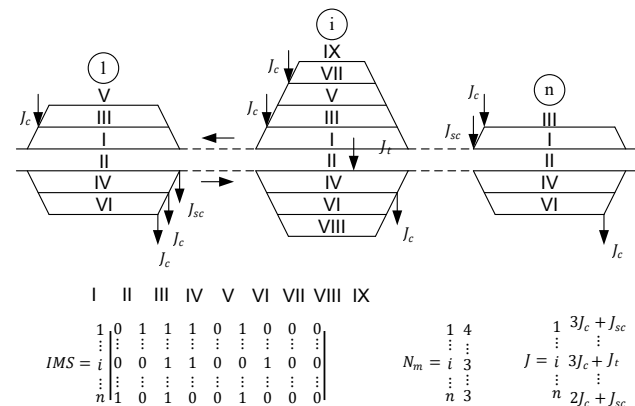 1
i
n
V
III
I
II
IV
VI
J_c
J_sc
J_c
J_c
IX
VII
V
III
I
II
IV
VI
VIII
J_c
J_c
J_t
J_c
III
I
II
IV
VI
J_c
J_sc
J_c
I II III IV V VI VII VIII IX
1 0 1 1 1 0 1 0 0 0
⋮ ⋯ ⋯ ⋯ ⋯ ⋯ ⋯ ⋯ ⋯ ⋯
IMS = i 0 0 1 1 0 0 1 0 0
⋮ ⋯ ⋯ ⋯ ⋯ ⋯ ⋯ ⋯ ⋯ ⋯
n 1 0 1 0 0 1 0 0 0
1 4
⋮ ⋮
N_m = i 3
⋮ ⋮
n 3
1 3J_c + J_sc
⋮ ⋮
J = i 3J_c + J_t
⋮ ⋮
n 2J_c + J_sc